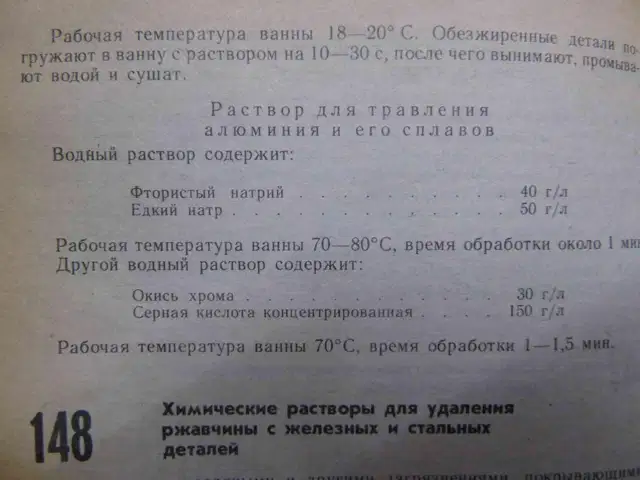 Рабочая температура ванны 18—20° С. Обезжиренные детали по-
гружают в ванну с раствором на 10—30 с, после чего вынимают, промыва-
ют водой и сушат.
Раствор для травления
алюминия и его сплавов
Водный раствор содержит:
Фтористый натрий . . . . . . . . . . 40 г/л
Едкий натр . . . . . . . . . . . . 50 г/л
Рабочая температура ванны 70—80°С, время обработки около 1 мин
Другой водный раствор содержит:
Окись хрома . . . . . . . . . . . . 30 г/л
Серная кислота концентрированная . . . . 150 г/л
Рабочая температура ванны 70°С, время обработки 1—1,5 мин.
148
Химические растворы для удаления
ржавчины с железных и стальных
деталей
и другими загрязнениями, покрывающими